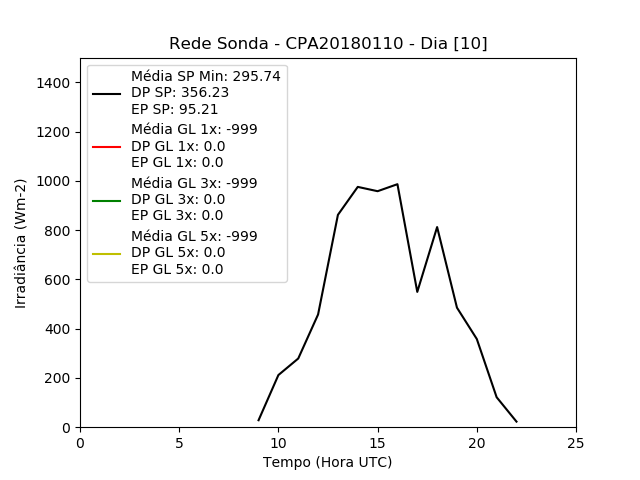 Rede Sonda - CPA20180110 - Dia [10]
Média SP Min: 295.74
DP SP: 356.23
EP SP: 95.21
Média GL 1x: -999
DP GL 1x: 0.0
EP GL 1x: 0.0
Média GL 3x: -999
DP GL 3x: 0.0
EP GL 3x: 0.0
Média GL 5x: -999
DP GL 5x: 0.0
EP GL 5x: 0.0
Irradiância (Wm-2)
1400
1200
1000
800
600
400
200
0
0 5 10 15 20 25
Tempo (Hora UTC)